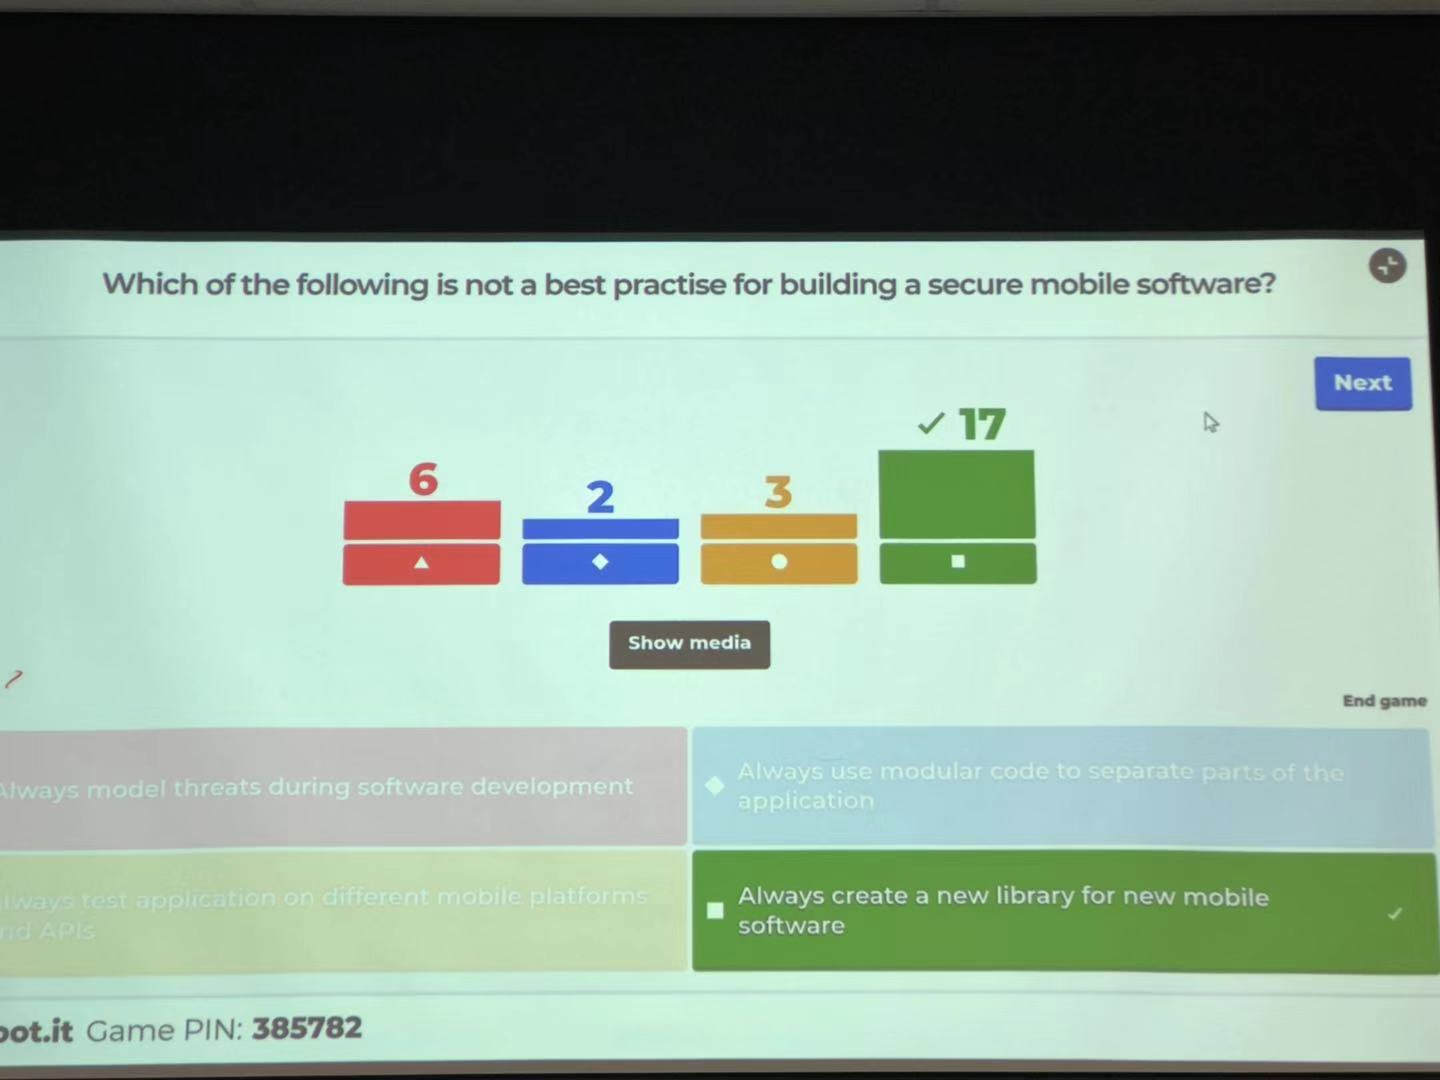 Which of the following is not a best practise for building a secure mobile software?
Next
6
2
3
17
Show media
End game
Always model threats during software development
Always use modular code to separate parts of the
application
lways test application on different mobile platforms
nd APIs
Always create a new library for new mobile
software
oot.it Game PIN: 385782